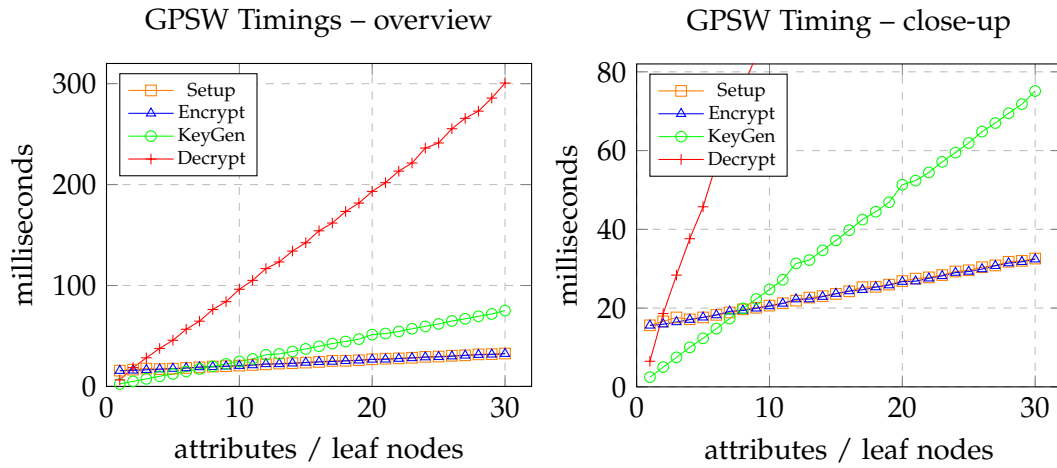 GPSW Timings – overview
300
200
100
0
0
10
20
30
milliseconds
attributes / leaf nodes
Setup
Encrypt
KeyGen
Decrypt
GPSW Timing – close-up
80
60
40
20
0
0
10
20
30
milliseconds
attributes / leaf nodes
Setup
Encrypt
KeyGen
Decrypt